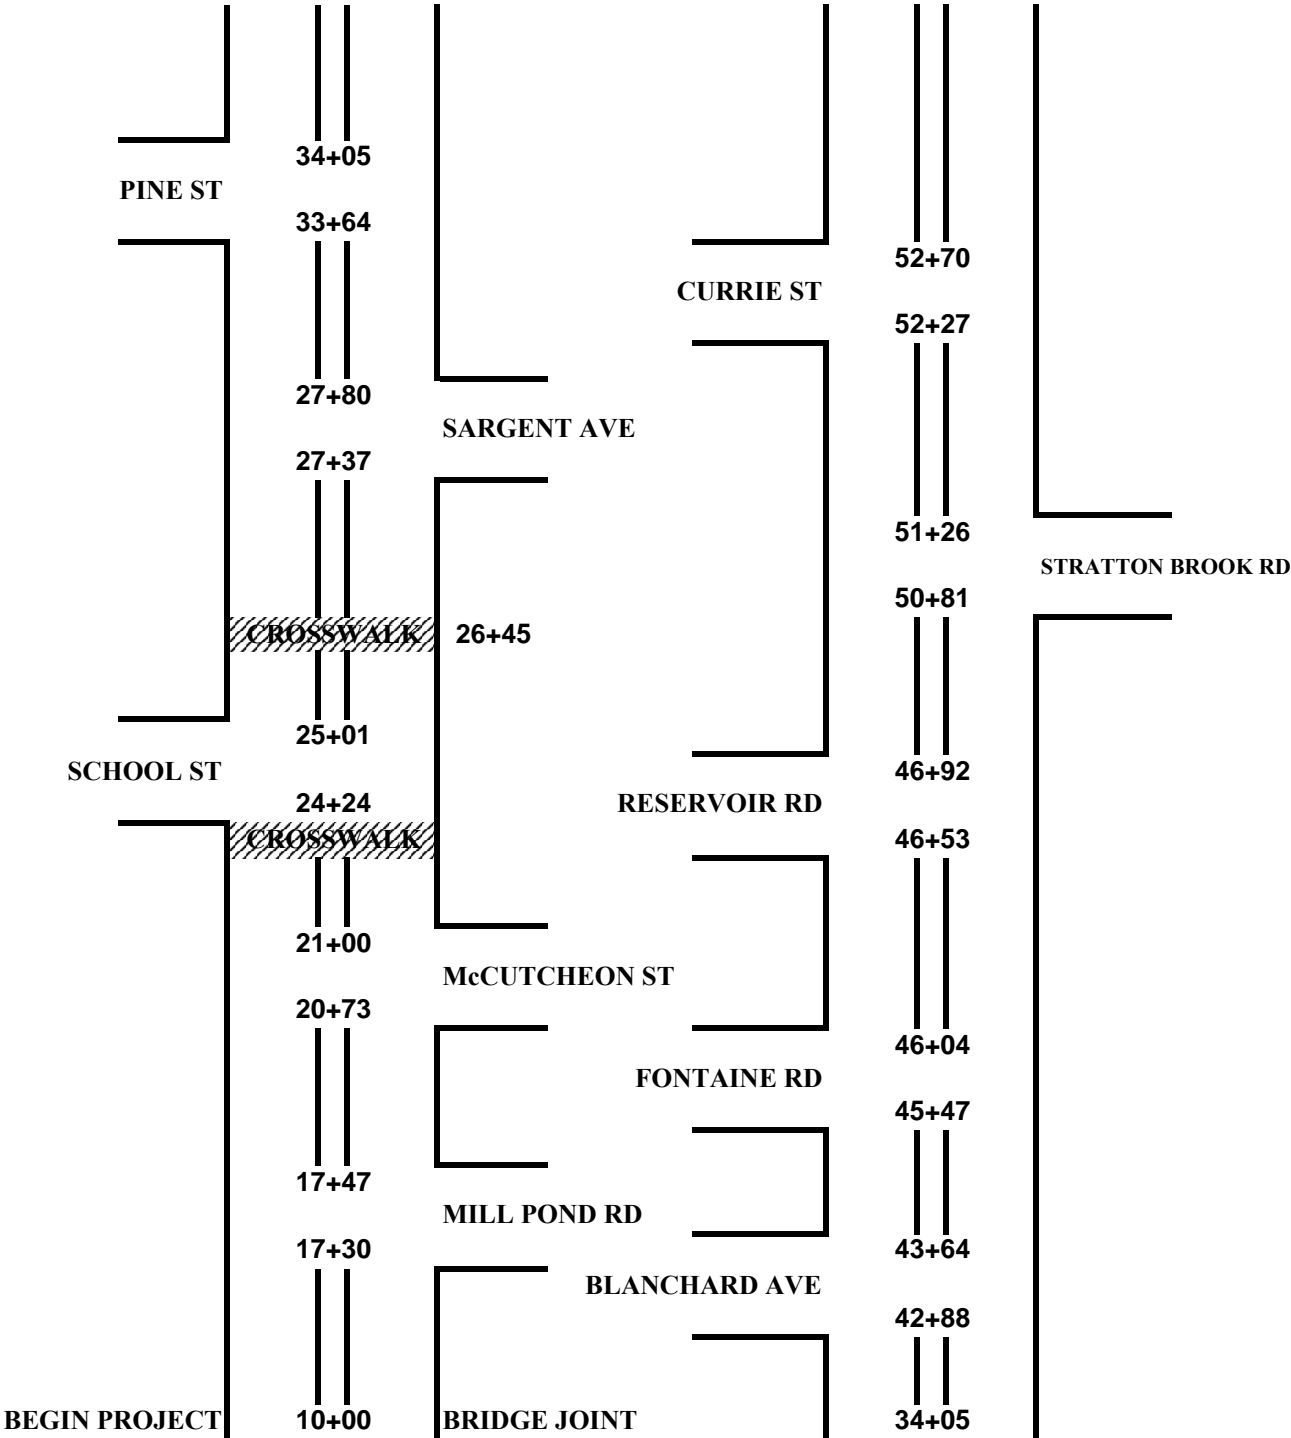 34+05
PINE ST
33+64
27+80
SARGENT AVE
27+37
CROSSWALK 26+45
25+01
SCHOOL ST
24+24
CROSSWALK
21+00
McCUTCHEON ST
20+73
17+47
MILL POND RD
17+30
BEGIN PROJECT 10+00 BRIDGE JOINT
52+70
CURRIE ST
52+27
51+26
STRATTON BROOK RD
50+81
46+92
RESERVOIR RD
46+53
46+04
FONTAINE RD
45+47
43+64
BLANCHARD AVE
42+88
34+05